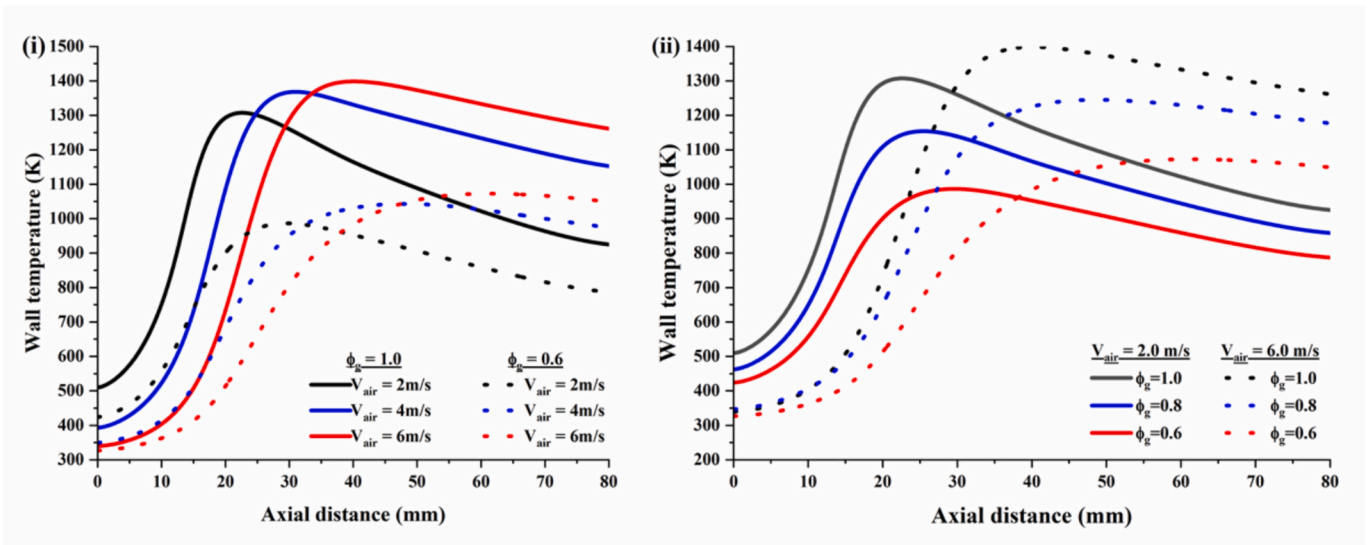 (i)
1500
1400
1300
1200
1100
1000
900
800
700
600
500
400
300
Wall temperature (K)
0 10 20 30 40 50 60 70 80
Axial distance (mm)
ϕg = 1.0 ϕg = 0.6
Vair = 2m/s Vair = 2m/s
Vair = 4m/s Vair = 4m/s
Vair = 6m/s Vair = 6m/s
(ii)
1400
1300
1200
1100
1000
900
800
700
600
500
400
300
200
Wall temperature (K)
0 10 20 30 40 50 60 70 80
Axial distance (mm)
Vair = 2.0 m/s Vair = 6.0 m/s
ϕg=1.0 ϕg=1.0
ϕg=0.8 ϕg=0.8
ϕg=0.6 ϕg=0.6